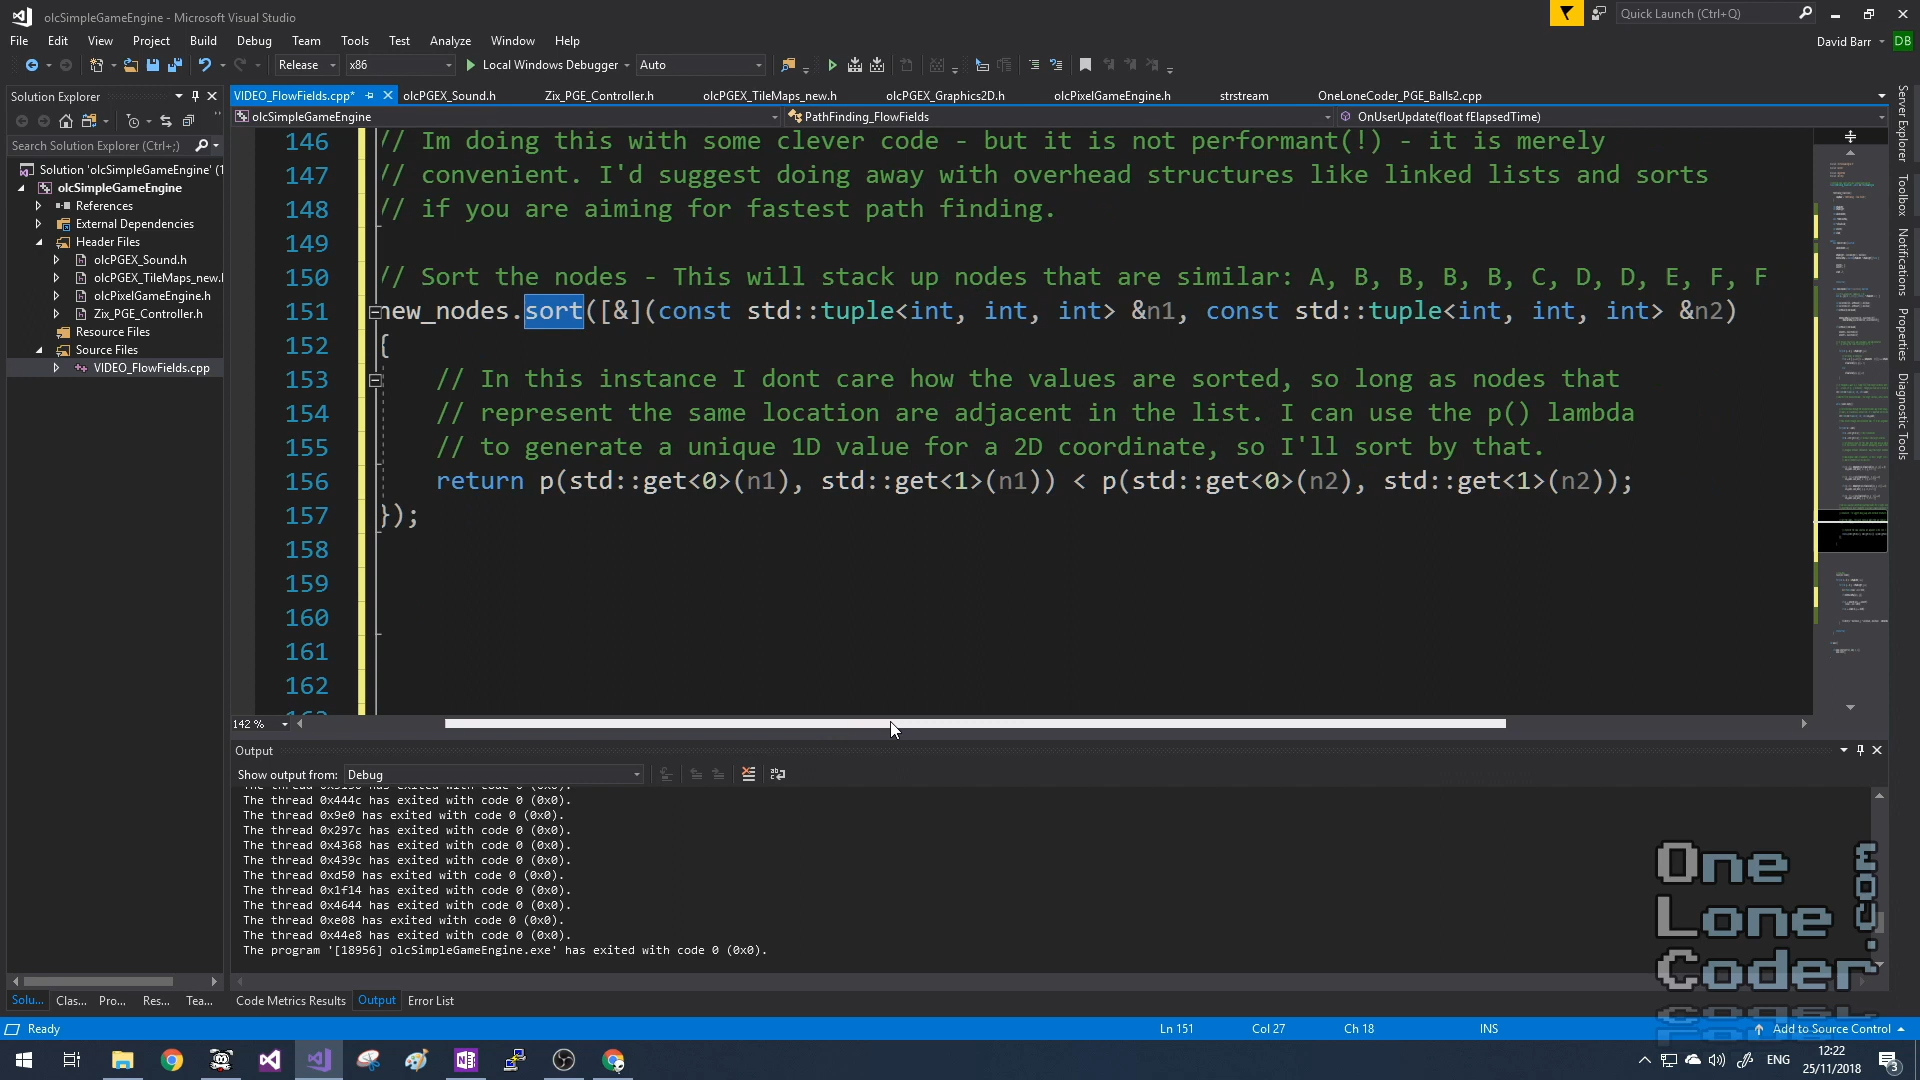 olcSimpleGameEngine - Microsoft Visual Studio
Quick Launch (Ctrl+Q)
File Edit View Project Build Debug Team Tools Test Analyze Window Help
David Barr DB
Release x86 Local Windows Debugger Auto
Solution Explorer
Search Solution Explorer (Ctrl+;)
Solution 'olcSimpleGameEngine' (1
olcSimpleGameEngine
References
External Dependencies
Header Files
olcPGEX_Sound.h
olcPGEX_TileMaps_new.h
olcPixelGameEngine.h
Zix_PGE_Controller.h
Resource Files
Source Files
VIDEO_FlowFields.cpp
Solu... Clas... Pro... Res... Tea...
VIDEO_FlowFields.cpp* olcPGEX_Sound.h Zix_PGE_Controller.h olcPGEX_TileMaps_new.h olcPGEX_Graphics2D.h olcPixelGameEngine.h strstream OneLoneCoder_PGE_Balls2.cpp
olcSimpleGameEngine PathFinding_FlowFields OnUserUpdate(float fElapsedTime)
146 // Im doing this with some clever code - but it is not performant(!) - it is merely
147 // convenient. I'd suggest doing away with overhead structures like linked lists and sorts
148 // if you are aiming for fastest path finding.
149
150 // Sort the nodes - This will stack up nodes that are similar: A, B, B, B, B, C, D, D, E, F, F
151 new_nodes.sort([&](const std::tuple<int, int, int> &n1, const std::tuple<int, int, int> &n2)
152 {
153 // In this instance I dont care how the values are sorted, so long as nodes that
154 // represent the same location are adjacent in the list. I can use the p() lambda
155 // to generate a unique 1D value for a 2D coordinate, so I'll sort by that.
156 return p(std::get<0>(n1), std::get<1>(n1)) < p(std::get<0>(n2), std::get<1>(n2));
157 });
158
159
160
161
162
142 %
Server Explorer
Toolbox
Notifications
Properties
Diagnostic Tools
Output
Show output from: Debug
The thread 0x444c has exited with code 0 (0x0).
The thread 0x9e0 has exited with code 0 (0x0).
The thread 0x297c has exited with code 0 (0x0).
The thread 0x4368 has exited with code 0 (0x0).
The thread 0x439c has exited with code 0 (0x0).
The thread 0xd50 has exited with code 0 (0x0).
The thread 0x1f14 has exited with code 0 (0x0).
The thread 0x4644 has exited with code 0 (0x0).
The thread 0xe08 has exited with code 0 (0x0).
The thread 0x44e8 has exited with code 0 (0x0).
The program '[18956] olcSimpleGameEngine.exe' has exited with code 0 (0x0).
One
Lone
Coder
.com
Code Metrics Results Output Error List
Ready Ln 151 Col 27 Ch 18 INS Add to Source Control
ENG 12:22
25/11/2018 3